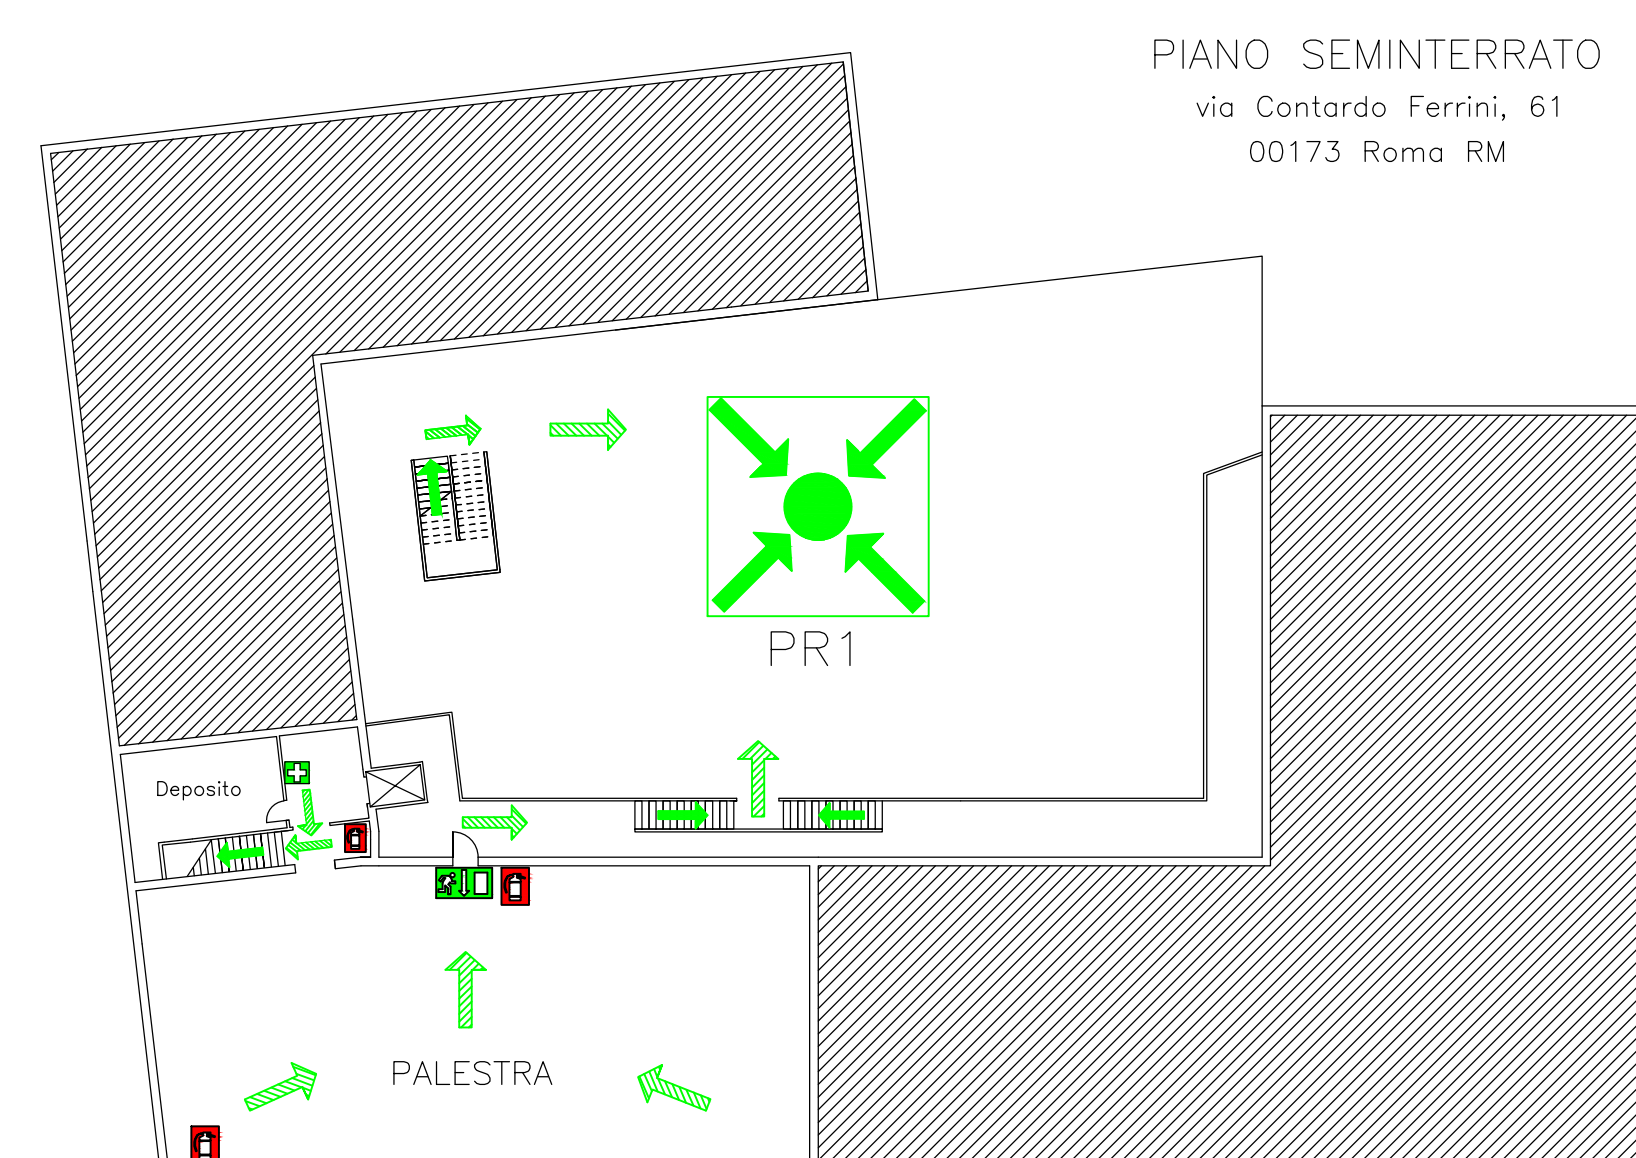 PIANO SEMINTERRATO
via Contardo Ferrini, 61
00173 Roma RM
PR1
Deposito
PALESTRA